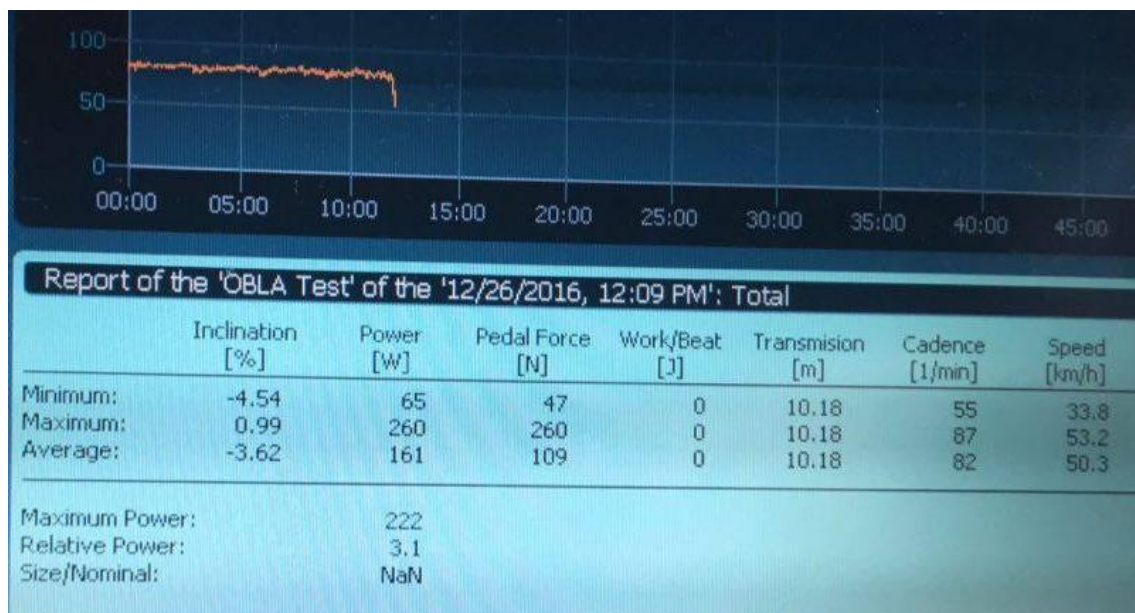 100
50
0
00:00 05:00 10:00 15:00 20:00 25:00 30:00 35:00 40:00 45:00
Report of the 'OBLA Test' of the '12/26/2016, 12:09 PM': Total
Inclination Power Pedal Force Work/Beat Transmision Cadence Speed
[%] [W] [N] [J] [m] [1/min] [km/h]
Minimum: -4.54 65 47 0 10.18 55 33.8
Maximum: 0.99 260 260 0 10.18 87 53.2
Average: -3.62 161 109 0 10.18 82 50.3
Maximum Power: 222
Relative Power: 3.1
Size/Nominal: NaN